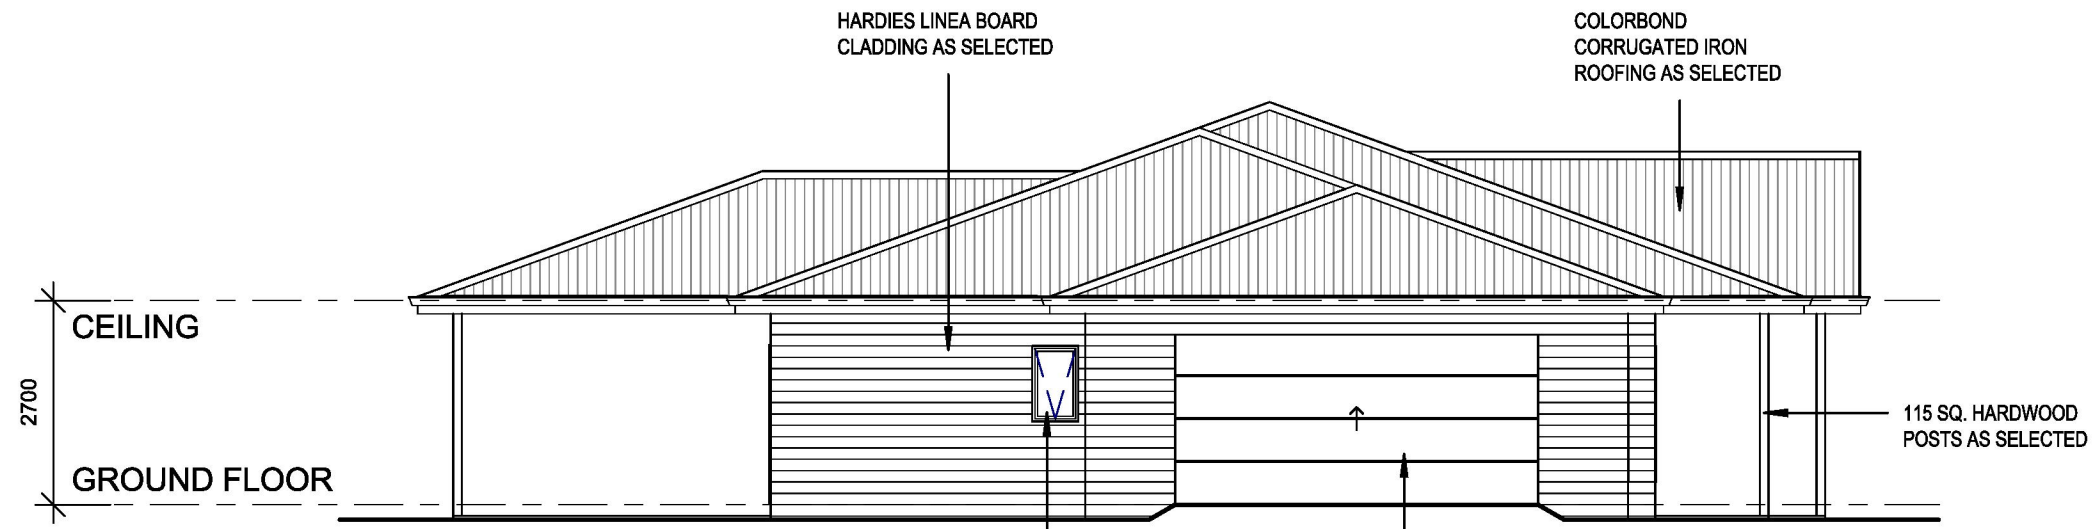 HARDIES LINEA BOARD
CLADDING AS SELECTED
COLORBOND
CORRUGATED IRON
ROOFING AS SELECTED
CEILING
2700
GROUND FLOOR
115 SQ. HARDWOOD
POSTS AS SELECTED